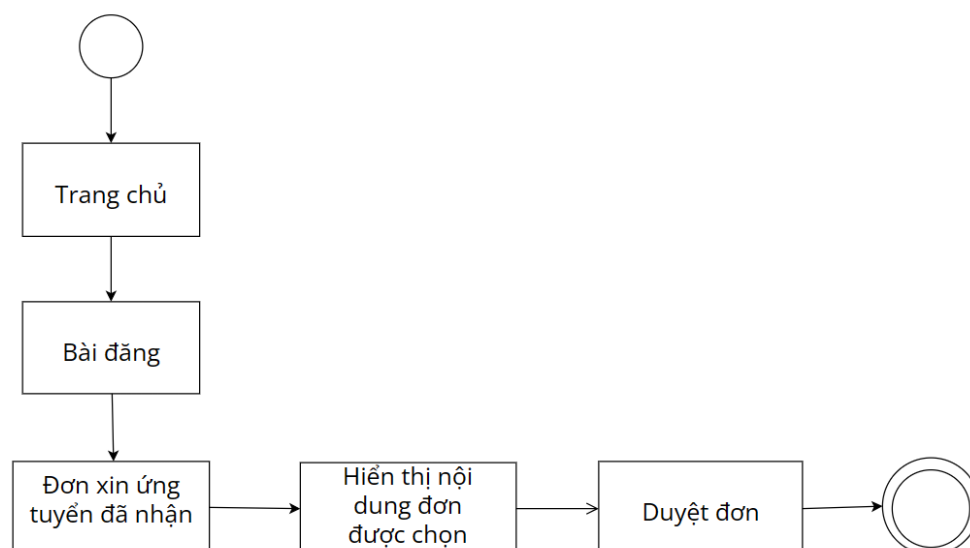 Trang chủ
Bài đăng
Đơn xin ứng
tuyển đã nhận
Hiển thị nội
dung đơn
được chọn
Duyệt đơn